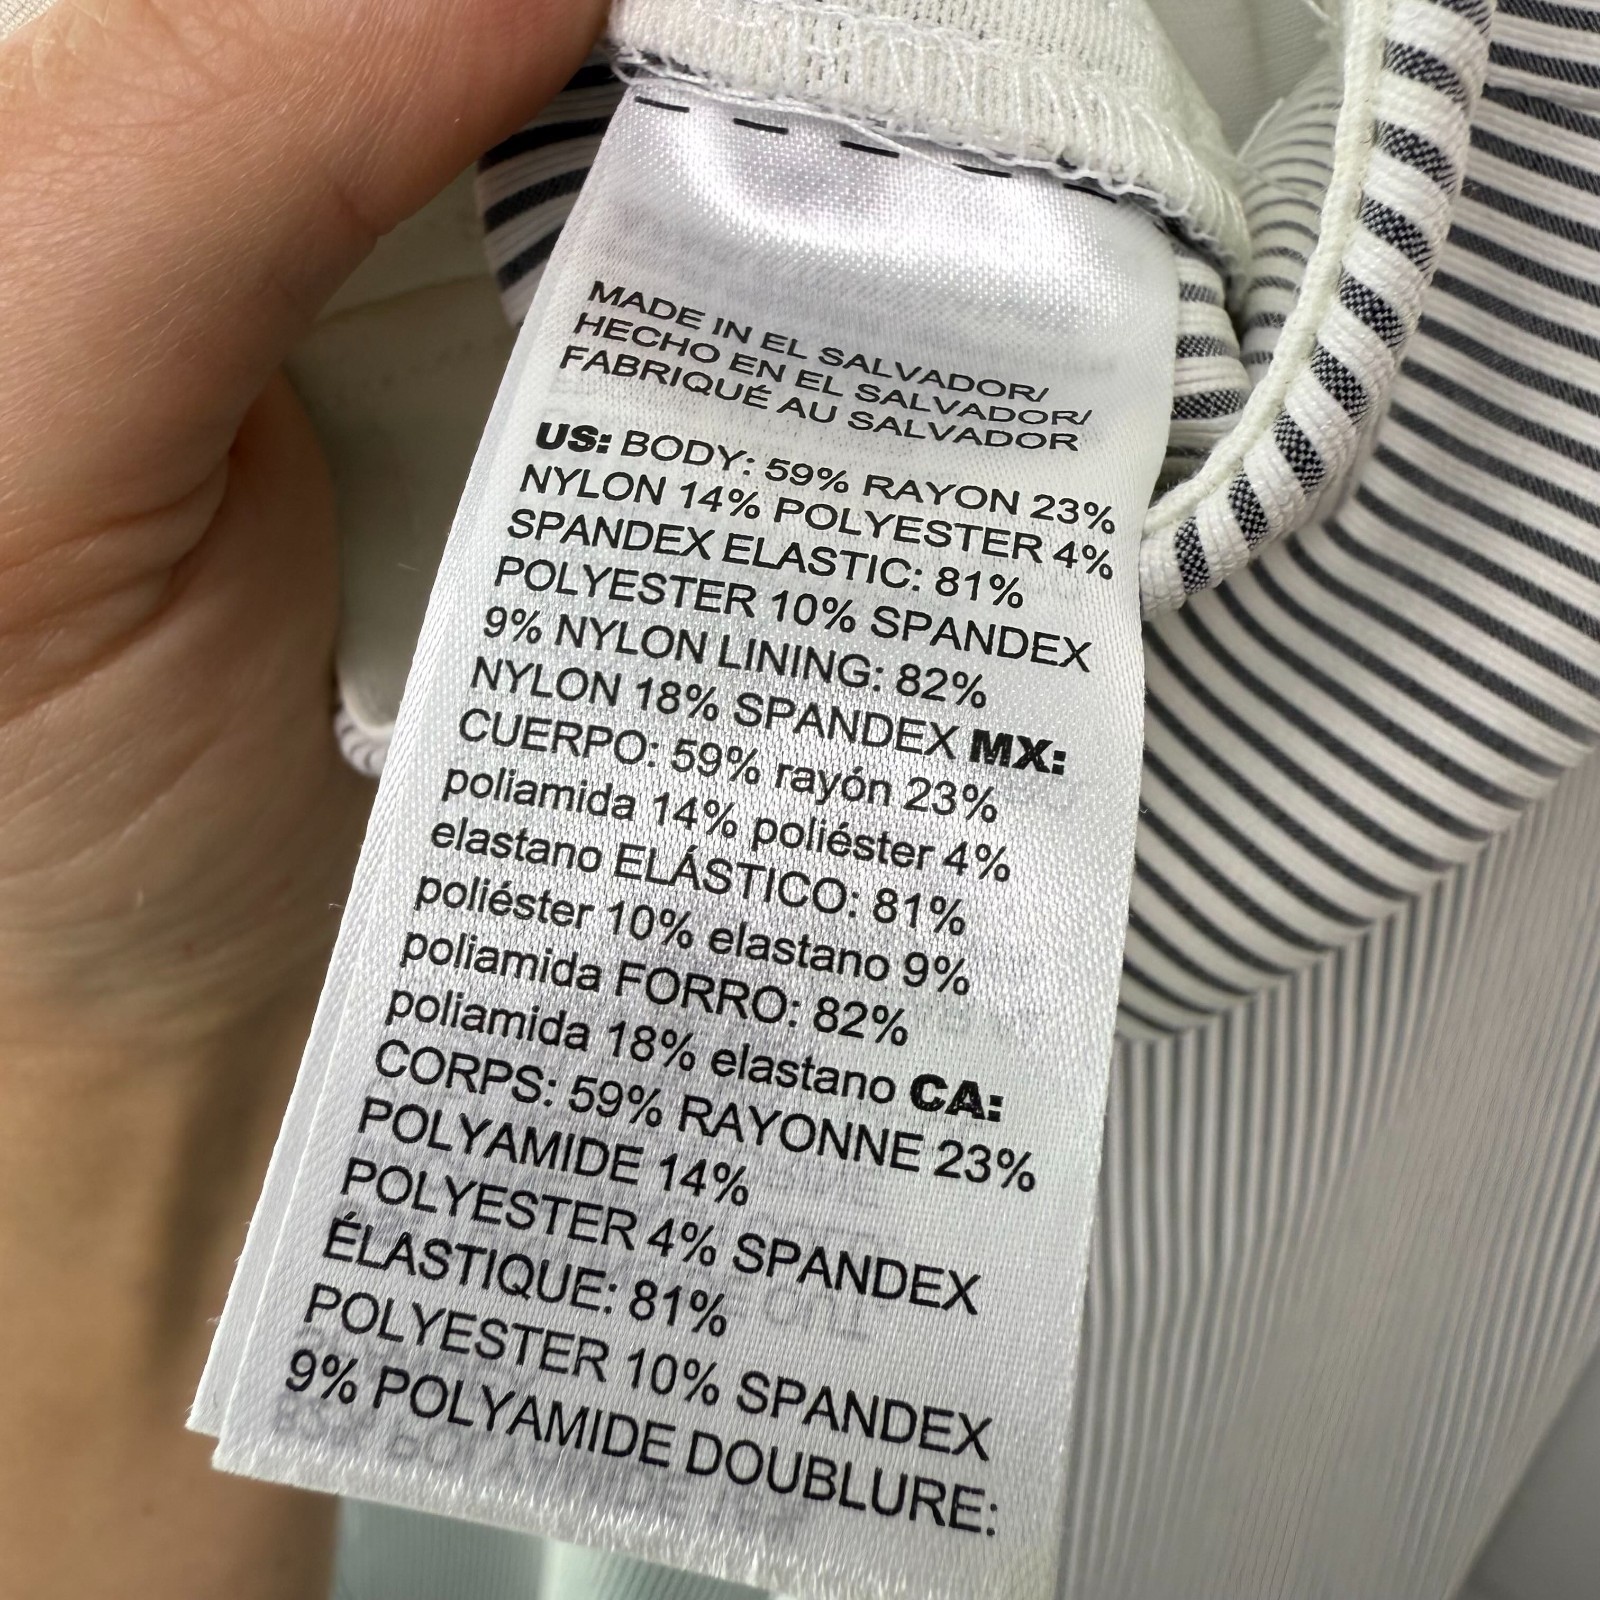 MADE IN EL SALVADOR/
HECHO EN EL SALVADOR/
FABRIQUÉ AU SALVADOR
US: BODY: 59% RAYON 23%
NYLON 14% POLYESTER 4%
SPANDEX ELASTIC: 81%
POLYESTER 10% SPANDEX
9% NYLON LINING: 82%
NYLON 18% SPANDEX MX:
CUERPO: 59% rayón 23%
poliamida 14% poliéster 4%
elastano ELÁSTICO: 81%
poliéster 10% elastano 9%
poliamida FORRO: 82%
poliamida 18% elastano CA:
CORPS: 59% RAYONNE 23%
POLYAMIDE 14%
POLYESTER 4% SPANDEX
ÉLASTIQUE: 81%
POLYESTER 10% SPANDEX
9% POLYAMIDE DOUBLURE: